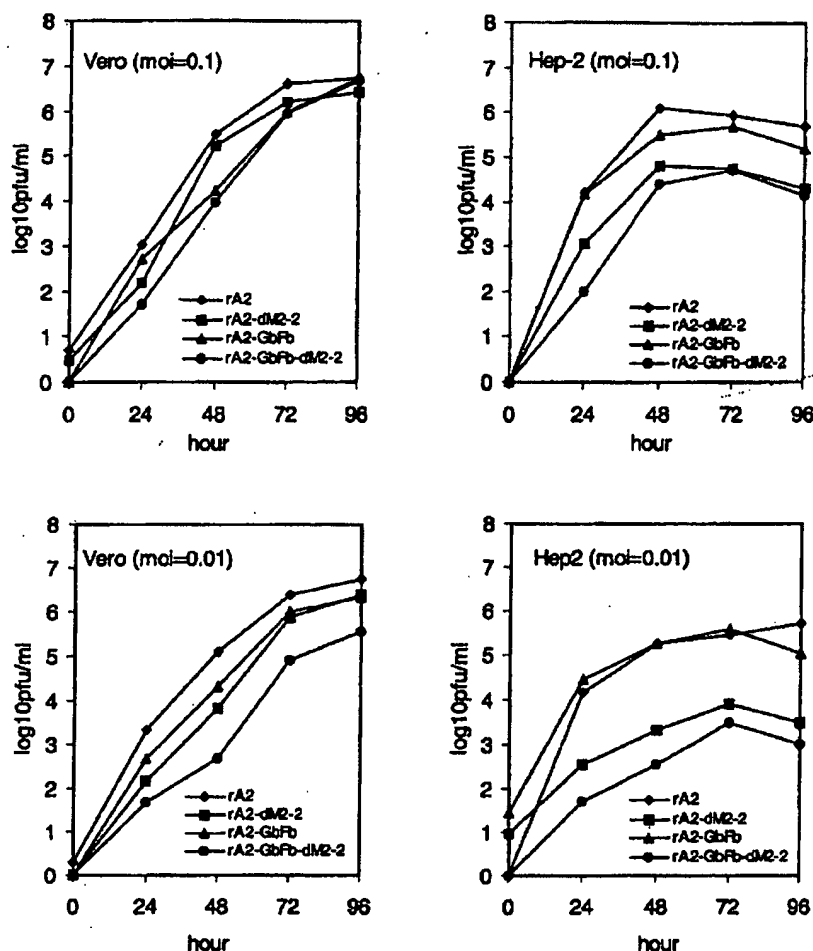 Vero (moi=0.1)
log10pfu/ml
8
7
6
5
4
3
2
1
0
rA2
rA2-dM2-2
rA2-GbFb
rA2-GbFb-dM2-2
0 24 48 72 96
hour
Hep-2 (moi=0.1)
log10pfu/ml
8
7
6
5
4
3
2
1
0
rA2
rA2-dM2-2
rA2-GbFb
rA2-GbFb-dM2-2
0 24 48 72 96
hour
Vero (moi=0.01)
log10pfu/ml
8
7
6
5
4
3
2
1
0
rA2
rA2-dM2-2
rA2-GbFb
rA2-GbFb-dM2-2
0 24 48 72 96
hour
Hep2 (moi=0.01)
log10pfu/ml
8
7
6
5
4
3
2
1
0
rA2
rA2-dM2-2
rA2-GbFb
rA2-GbFb-dM2-2
0 24 48 72 96
hour